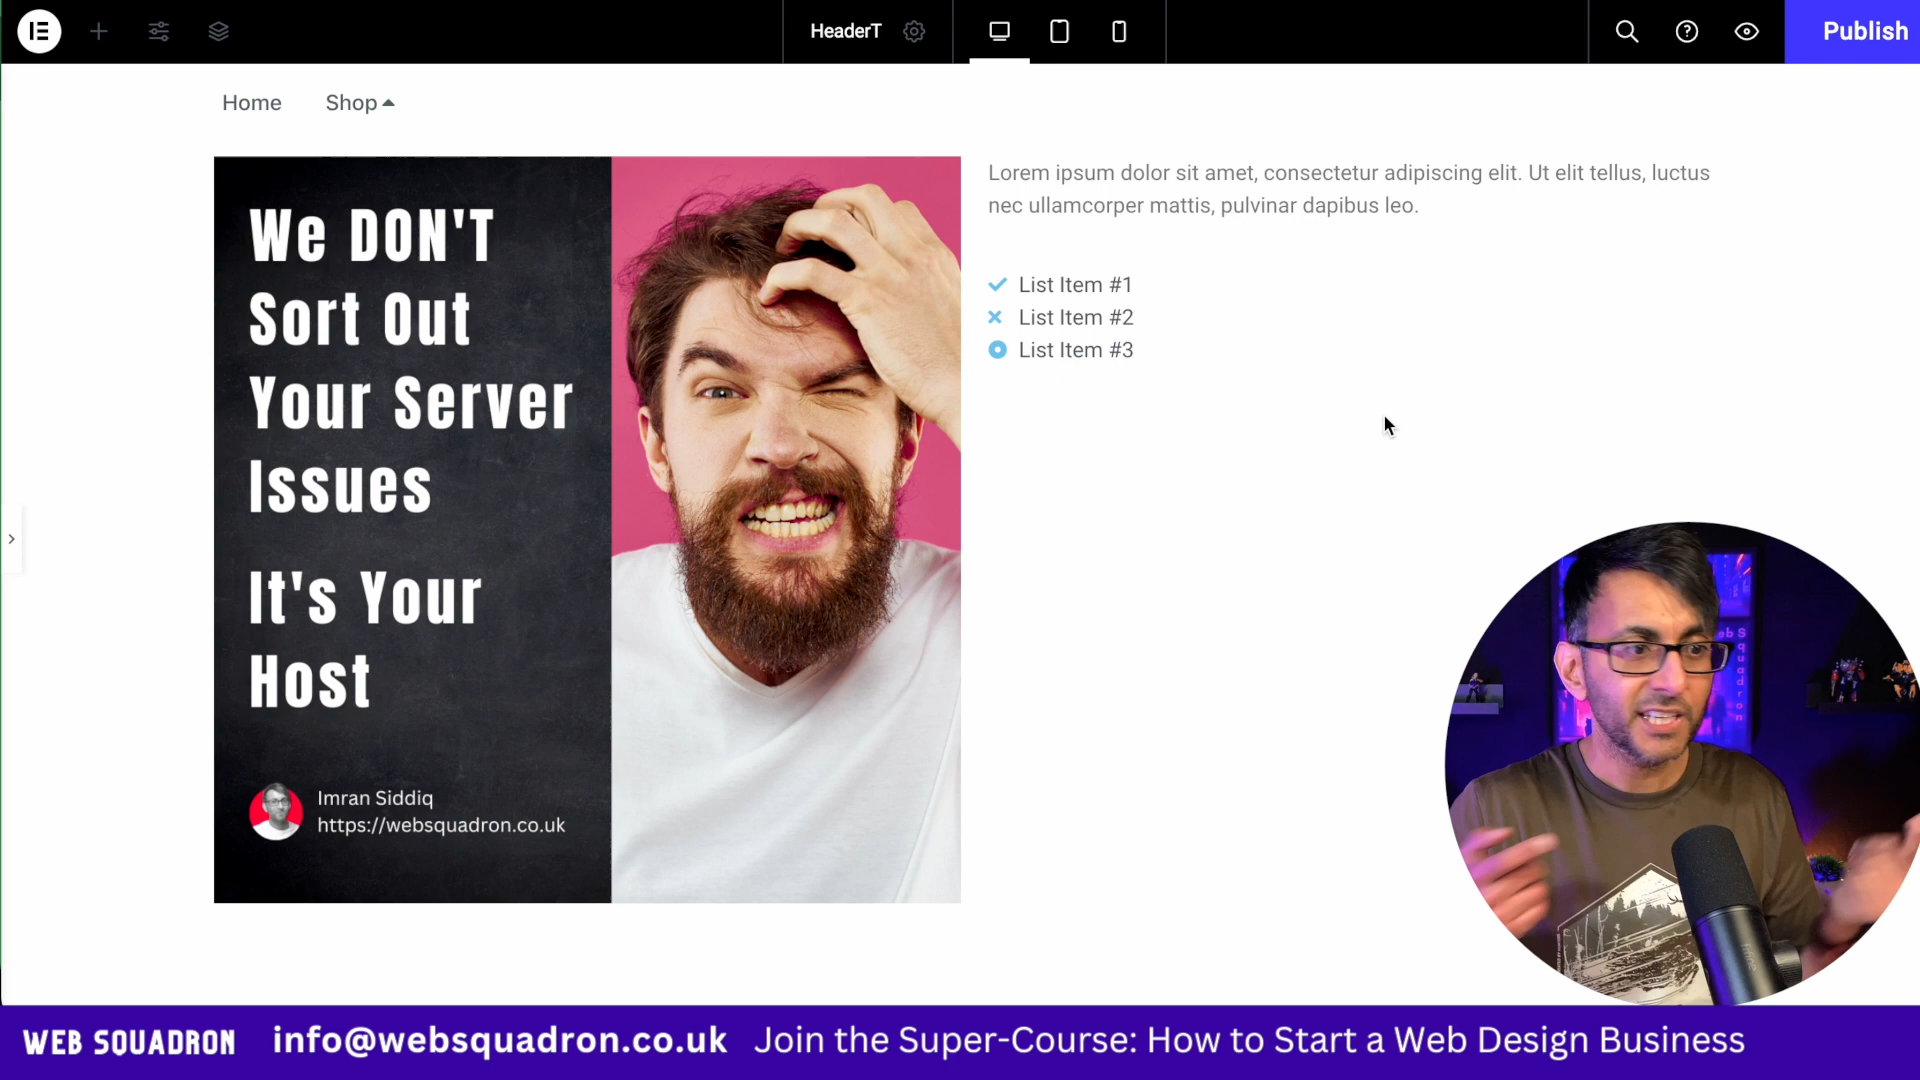 HeaderT
Publish
Home
Shop
We DON'T
Sort Out
Your Server
Issues
It's Your
Host
Imran Siddiq
https://websquadron.co.uk
Lorem ipsum dolor sit amet, consectetur adipiscing elit. Ut elit tellus, luctus
nec ullamcorper mattis, pulvinar dapibus leo.
List Item #1
List Item #2
List Item #3
WEB SQUADRON
info@websquadron.co.uk
Join the Super-Course: How to Start a Web Design Business